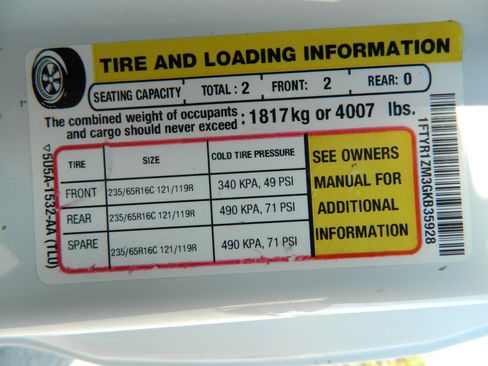 TIRE AND LOADING INFORMATION
SEATING CAPACITY TOTAL : 2 FRONT: 2 REAR: 0
The combined weight of occupants
and cargo should never exceed : 1817kg or 4007 lbs.
TIRE SIZE COLD TIRE PRESSURE
FRONT 235/65R16C 121/119R 340 KPA, 49 PSI
REAR 235/65R16C 121/119R 490 KPA, 71 PSI
SPARE 235/65R16C 121/119R 490 KPA, 71 PSI
SEE OWNERS
MANUAL FOR
ADDITIONAL
INFORMATION
5U5A-1532-AA (TLU)
1FTYR1ZM3GKB35928